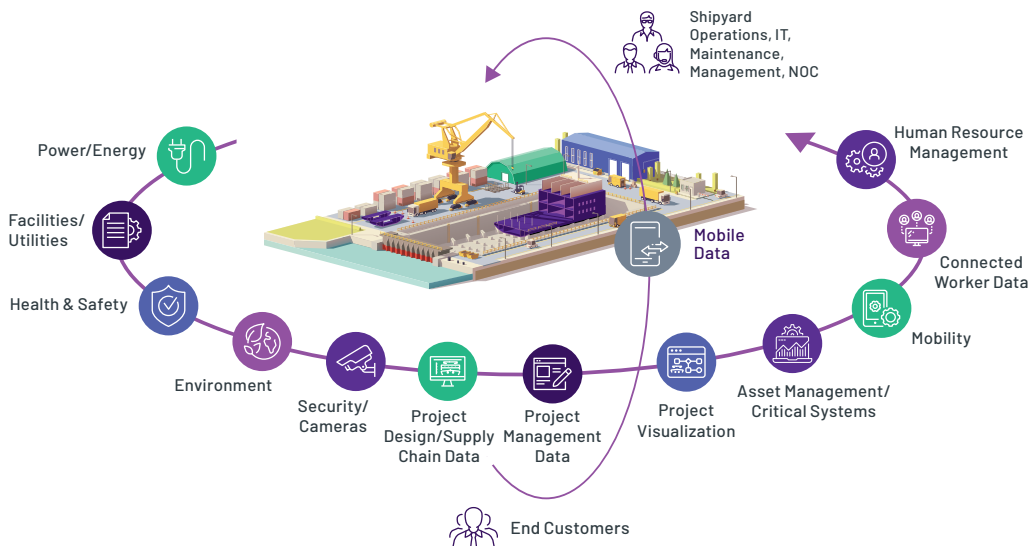 Shipyard
Operations, IT,
Maintenance,
Management, NOC
Power/Energy
Facilities/
Utilities
Health & Safety
Environment
Security/
Cameras
Project
Design/Supply
Chain Data
Project
Management
Data
Project
Visualization
Asset Management/
Critical Systems
Mobility
Connected
Worker Data
Human Resource
Management
Mobile
Data
End Customers